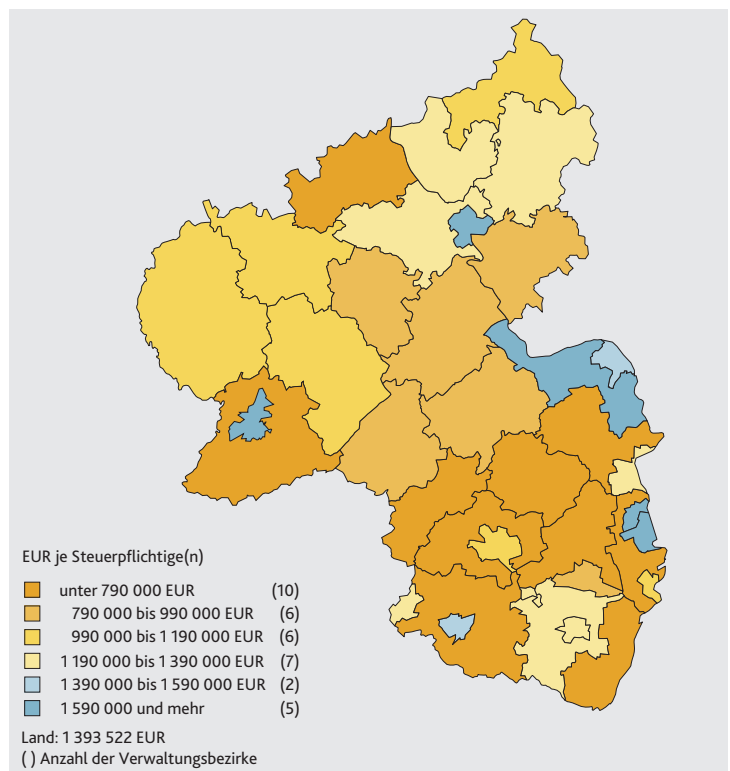 EUR je Steuerpflichtige(n)
unter 790 000 EUR (10)
790 000 bis 990 000 EUR (6)
990 000 bis 1 190 000 EUR (6)
1 190 000 bis 1 390 000 EUR (7)
1 390 000 bis 1 590 000 EUR (2)
1 590 000 und mehr (5)
Land: 1 393 522 EUR
( ) Anzahl der Verwaltungsbezirke